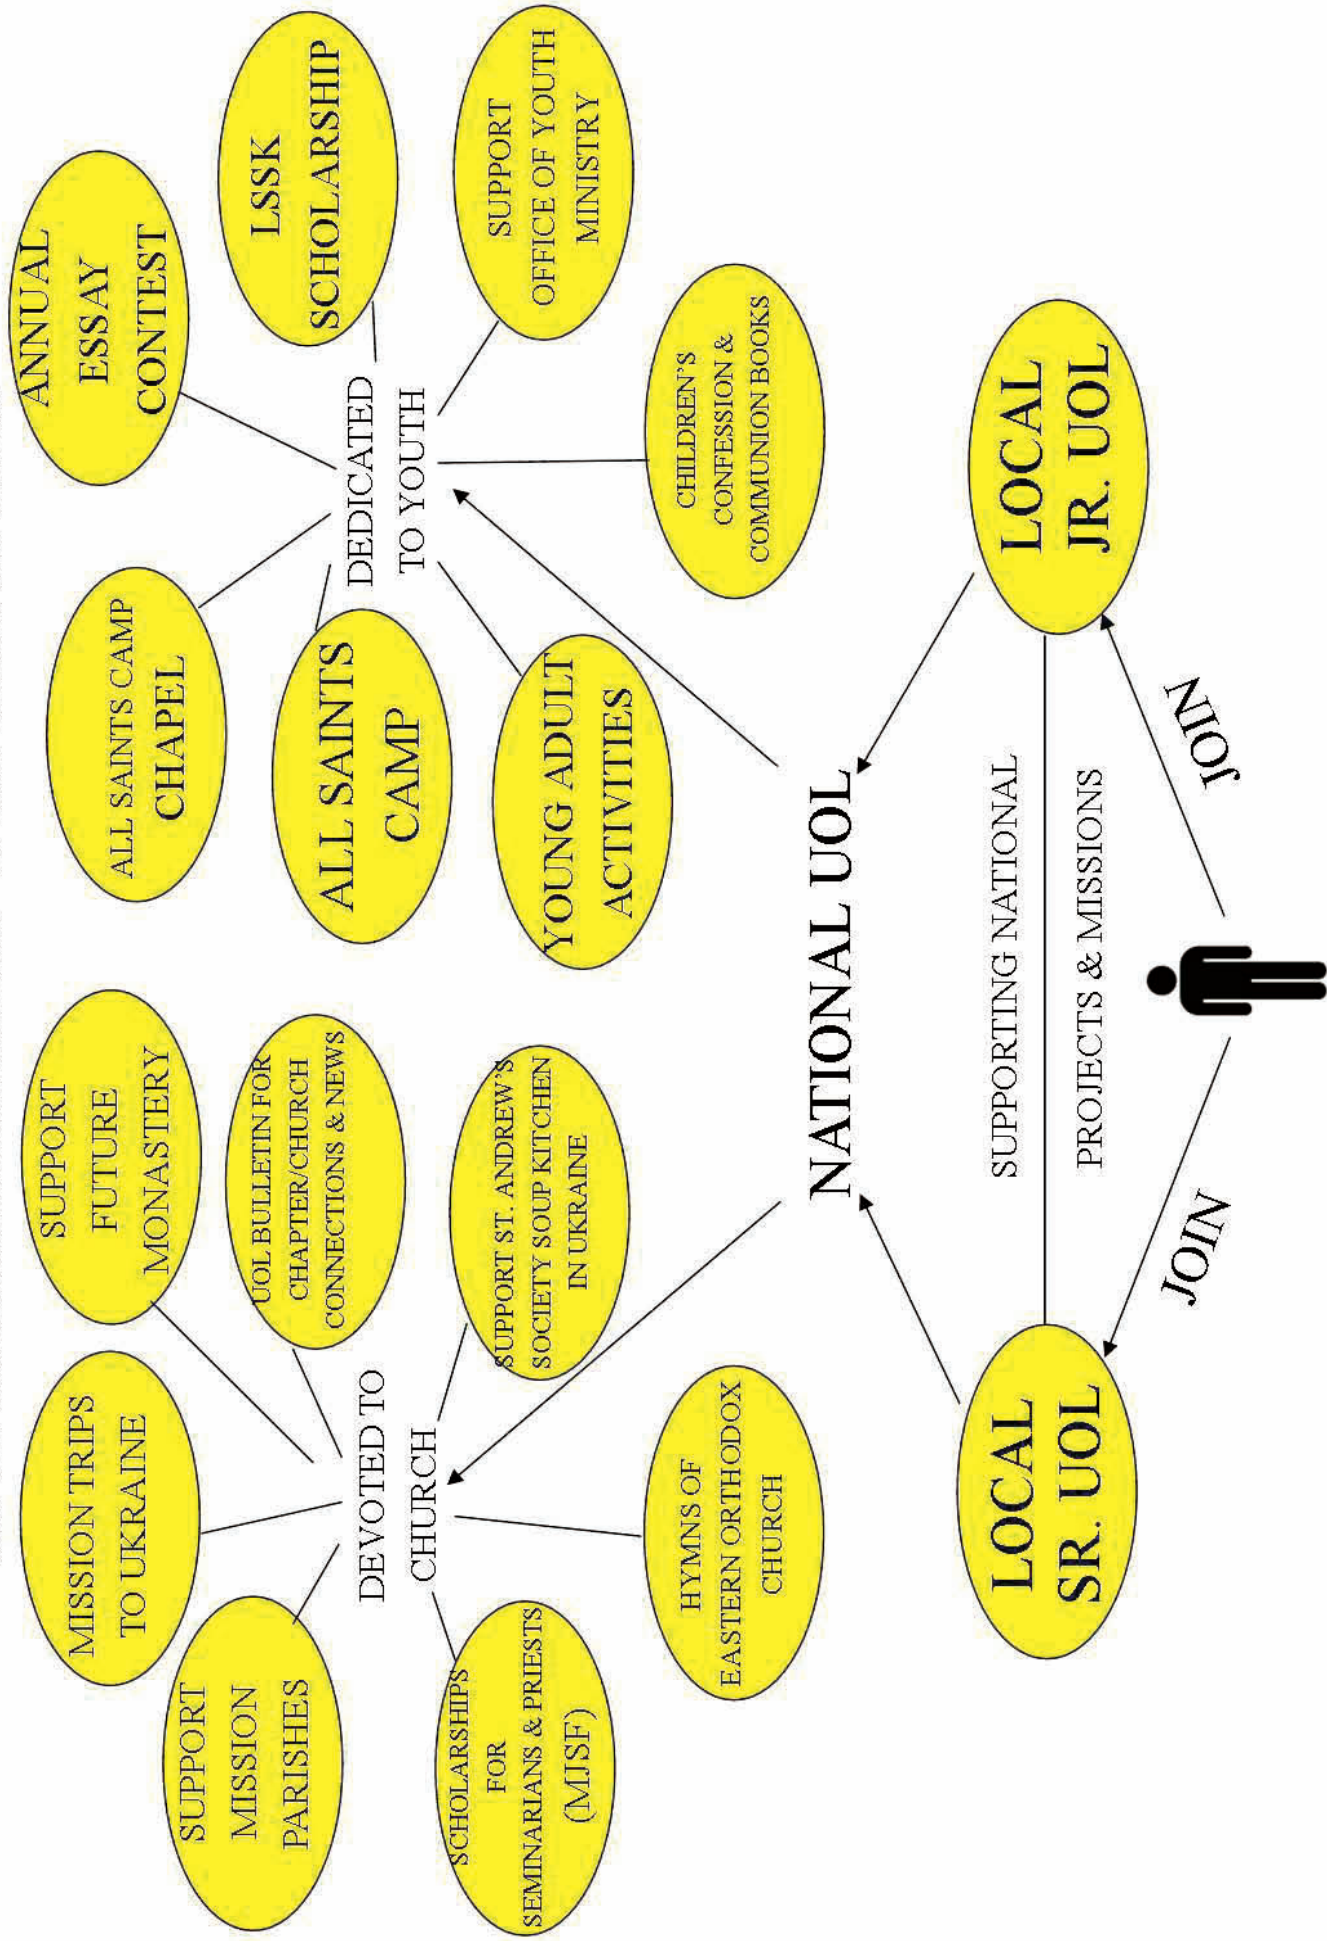 SUPPORT
MISSION
PARISHES
MISSION TRIPS
TO UKRAINE
SUPPORT
FUTURE
MONASTERY
UOL BULLETIN FOR
CHAPTER/CHURCH
CONNECTIONS & NEWS
SUPPORT ST. ANDREW'S
SOCIETY SOUP KITCHEN
IN UKRAINE
SCHOLARSHIPS
FOR
SEMINARIANS & PRIESTS
(MJSF)
HYMNS OF
EASTERN ORTHODOX
CHURCH
DEVOTED TO
CHURCH
ALL SAINTS CAMP
CHAPEL
ANNUAL
ESSAY
CONTEST
LSSK
SCHOLARSHIP
ALL SAINTS
CAMP
DEDICATED
TO YOUTH
SUPPORT
OFFICE OF YOUTH
MINISTRY
YOUNG ADULT
ACTIVITIES
CHILDREN'S
CONFESSION &
COMMUNION BOOKS
NATIONAL UOL
LOCAL
SR. UOL
SUPPORTING NATIONAL
PROJECTS & MISSIONS
LOCAL
JR. UOL
JOIN
JOIN